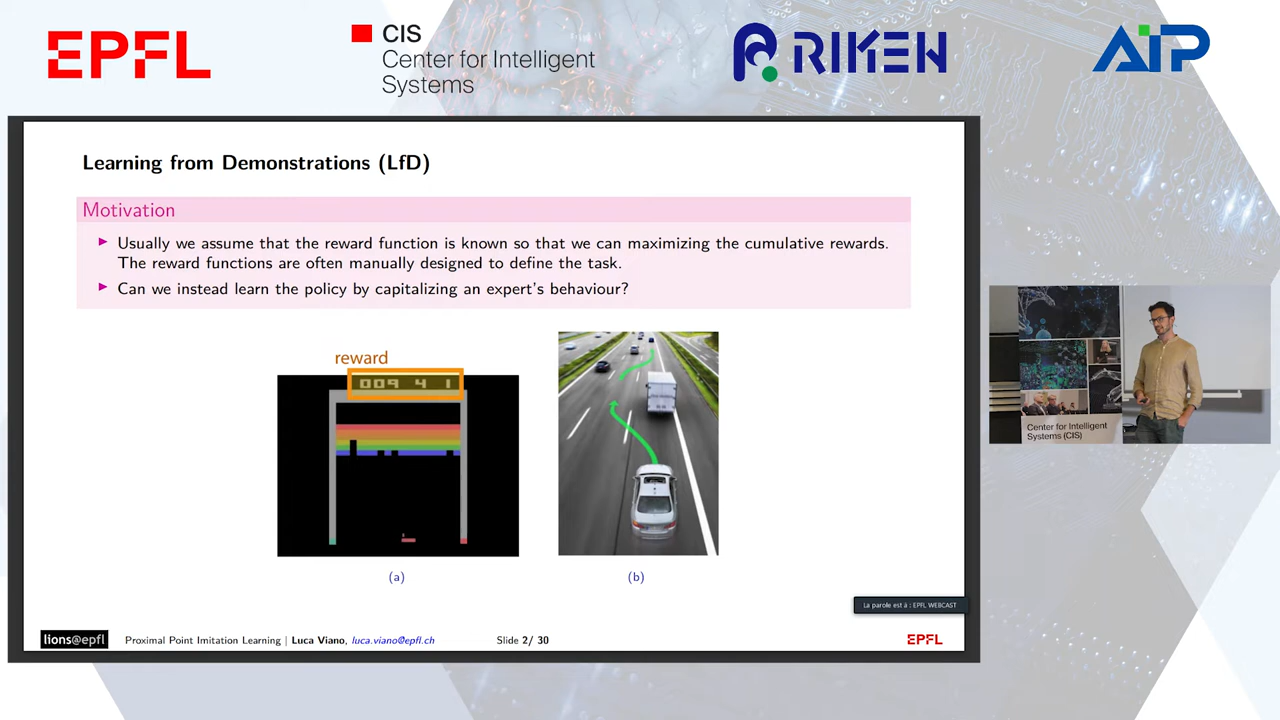 EPFL
CIS
Center for Intelligent
Systems
RIKEN
AIP
Learning from Demonstrations (LfD)
Motivation
Usually we assume that the reward function is known so that we can maximizing the cumulative rewards.
The reward functions are often manually designed to define the task.
Can we instead learn the policy by capitalizing an expert's behaviour?
reward
009 4 1
(a)
(b)
La parole est à : EPFL WEBCAST
lions@epfl
Proximal Point Imitation Learning | Luca Viano, luca.viano@epfl.ch
Slide 2/ 30
EPFL
Center for Intelligent
Systems (CIS)